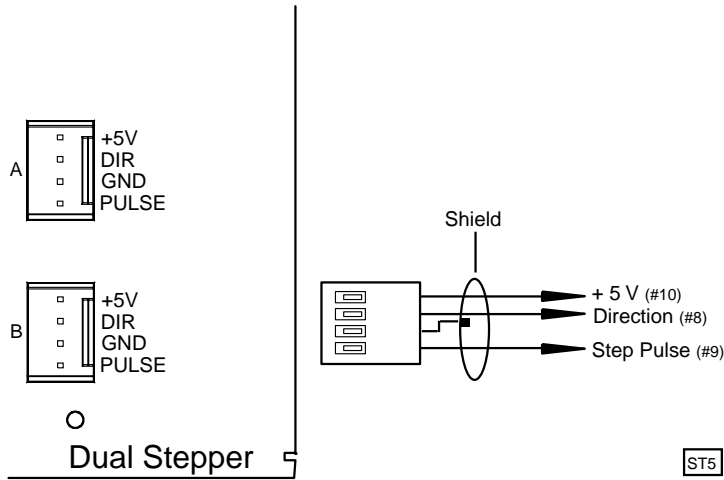 A
+5V
DIR
GND
PULSE
B
+5V
DIR
GND
PULSE
Dual Stepper
Shield
+ 5 V (#10)
Direction (#8)
Step Pulse (#9)
ST5